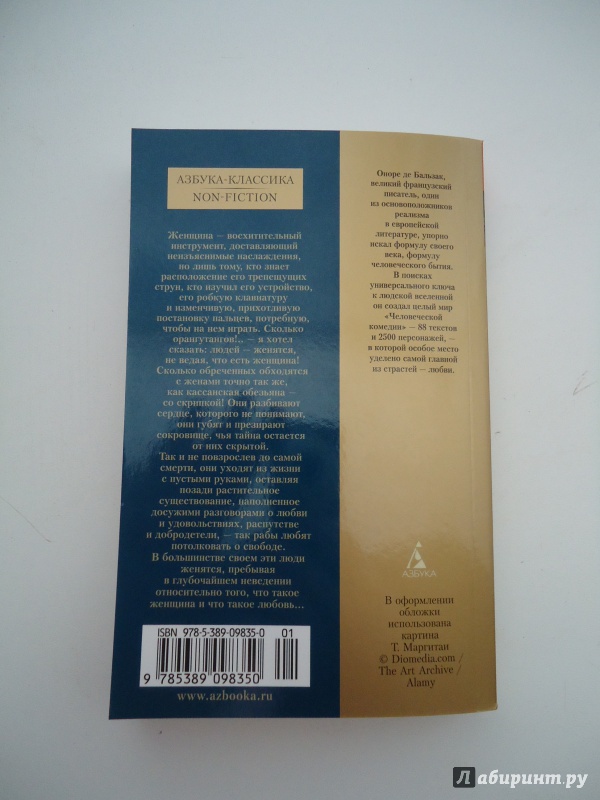 АЗБУКА-КЛАССИКА
NON-FICTION
Женщина – восхитительный
инструмент, доставляющий
неизъяснимые наслаждения,
но лишь тому, кто знает
расположение его трепещущих
струн, кто изучил его устройство,
его робкую клавиатуру
и изменчивую, прихотливую
постановку пальцев, потребную,
чтобы на нем играть. Сколько
орангутангов!.. – я хотел
сказать: людей – женятся,
не ведая, что есть женщина!
Сколько обреченных обходятся
с женами точно так же,
как кассанская обезьяна –
со скрипкой! Они разбивают
сердце, которого не понимают,
они губят и презирают
сокровище, чья тайна остается
от них скрытой.
Так и не повзрослев до самой
смерти, они уходят из жизни
с пустыми руками, оставляя
позади растительное
существование, наполненное
досужими разговорами о любви
и удовольствиях, распутстве
и добродетели, – так рабы любят
потолковать о свободе.
В большинстве своем эти люди
женятся, пребывая
в глубочайшем неведении
относительно того, что такое
женщина и что такое любовь...
ISBN 978-5-389-09835-0 01
9 785389 098350
www.azbooka.ru
Оноре де Бальзак,
великий французский
писатель, один
из основоположников
реализма
в европейской
литературе, упорно
искал формулу своего
века, формулу
человеческого бытия.
В поисках
универсального ключа
к людской вселенной
он создал целый мир
«Человеческой
комедии» – 88 текстов
и 2500 персонажей, –
в которой особое место
уделено самой главной
из страстей – любви.
АЗБУКА
В оформлении
обложки
использована
картина
Т. Маргитаи
© Diomedia.com /
The Art Archive /
Alamy
Лабиринт.ру